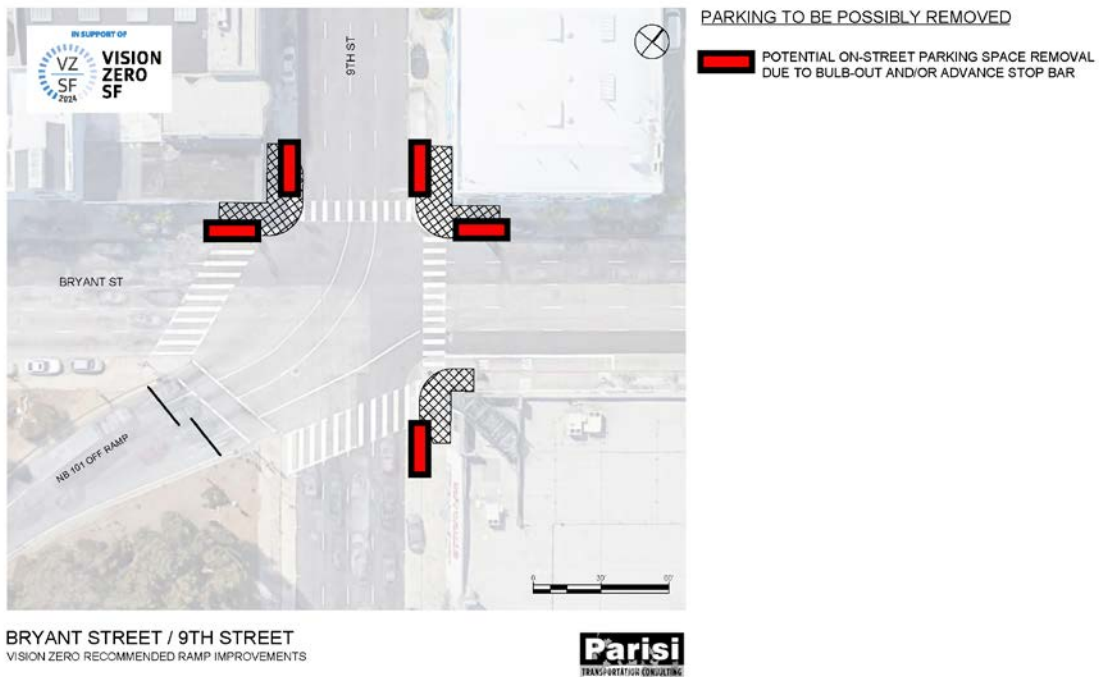 PARKING TO BE POSSIBLY REMOVED
POTENTIAL ON-STREET PARKING SPACE REMOVAL
DUE TO BULB-OUT AND/OR ADVANCE STOP BAR
IN SUPPORT OF
VZ
SF
2024
VISION
ZERO
SF
9TH ST
BRYANT ST
NB 101 OFF RAMP
0 30' 60'
BRYANT STREET / 9TH STREET
VISION ZERO RECOMMENDED RAMP IMPROVEMENTS
Parisi
TRANSPORTATION CONSULTING